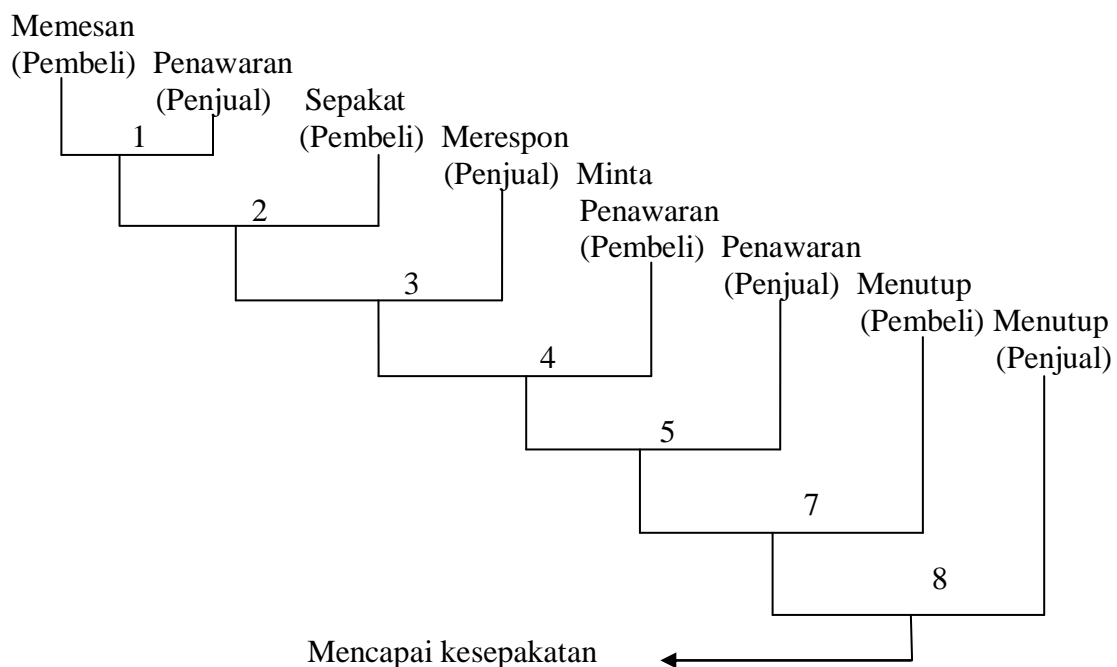 Memesan
(Pembeli)
Penawaran
(Penjual)
1
Sepakat
(Pembeli)
2
Merespon
(Penjual)
3
Minta
Penawaran
(Pembeli)
4
Penawaran
(Penjual)
5
Menutup
(Pembeli)
7
Menutup
(Penjual)
8
Mencapai kesepakatan